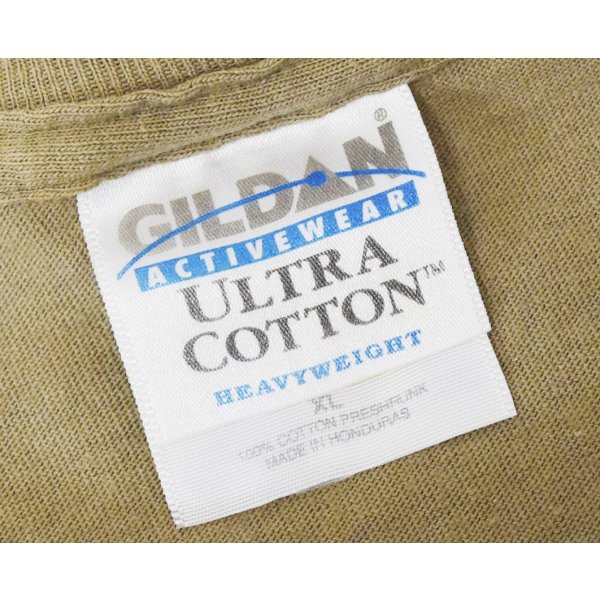 GILDAN®
ACTIVEWEAR
ULTRA
COTTON™
HEAVYWEIGHT
XL
100% COTTON PRESHRUNK
MADE IN HONDURAS